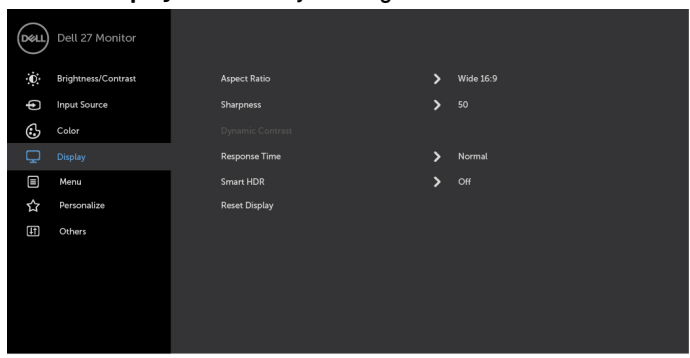 DELL
Dell 27 Monitor
Brightness/Contrast
Input Source
Color
Display
Menu
Personalize
Others
Aspect Ratio > Wide 16:9
Sharpness > 50
Dynamic Contrast
Response Time > Normal
Smart HDR > Off
Reset Display